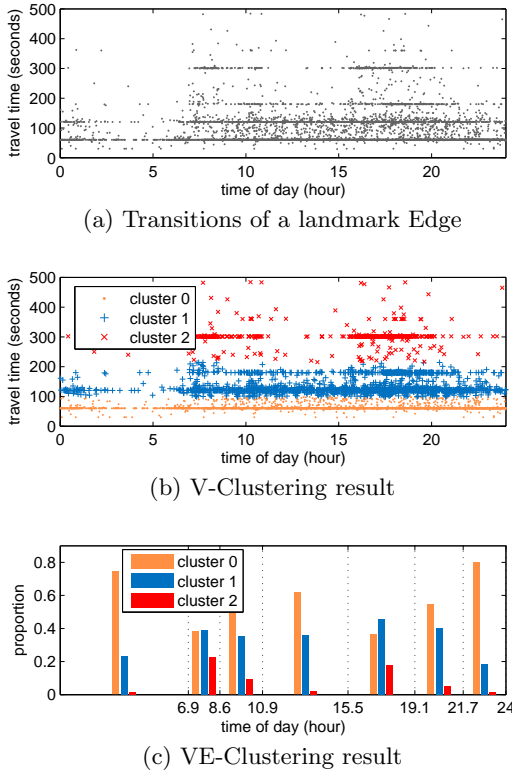 500
400
300
200
100
0
travel time (seconds)
0 5 10 15 20
time of day (hour)
(a) Transitions of a landmark Edge
500
400
300
200
100
0
travel time (seconds)
cluster 0
cluster 1
cluster 2
0 5 10 15 20
time of day (hour)
(b) V-Clustering result
0.8
0.6
0.4
0.2
0
proportion
cluster 0
cluster 1
cluster 2
6.9 8.6 10.9 15.5 19.1 21.7 24
time of day (hour)
(c) VE-Clustering result